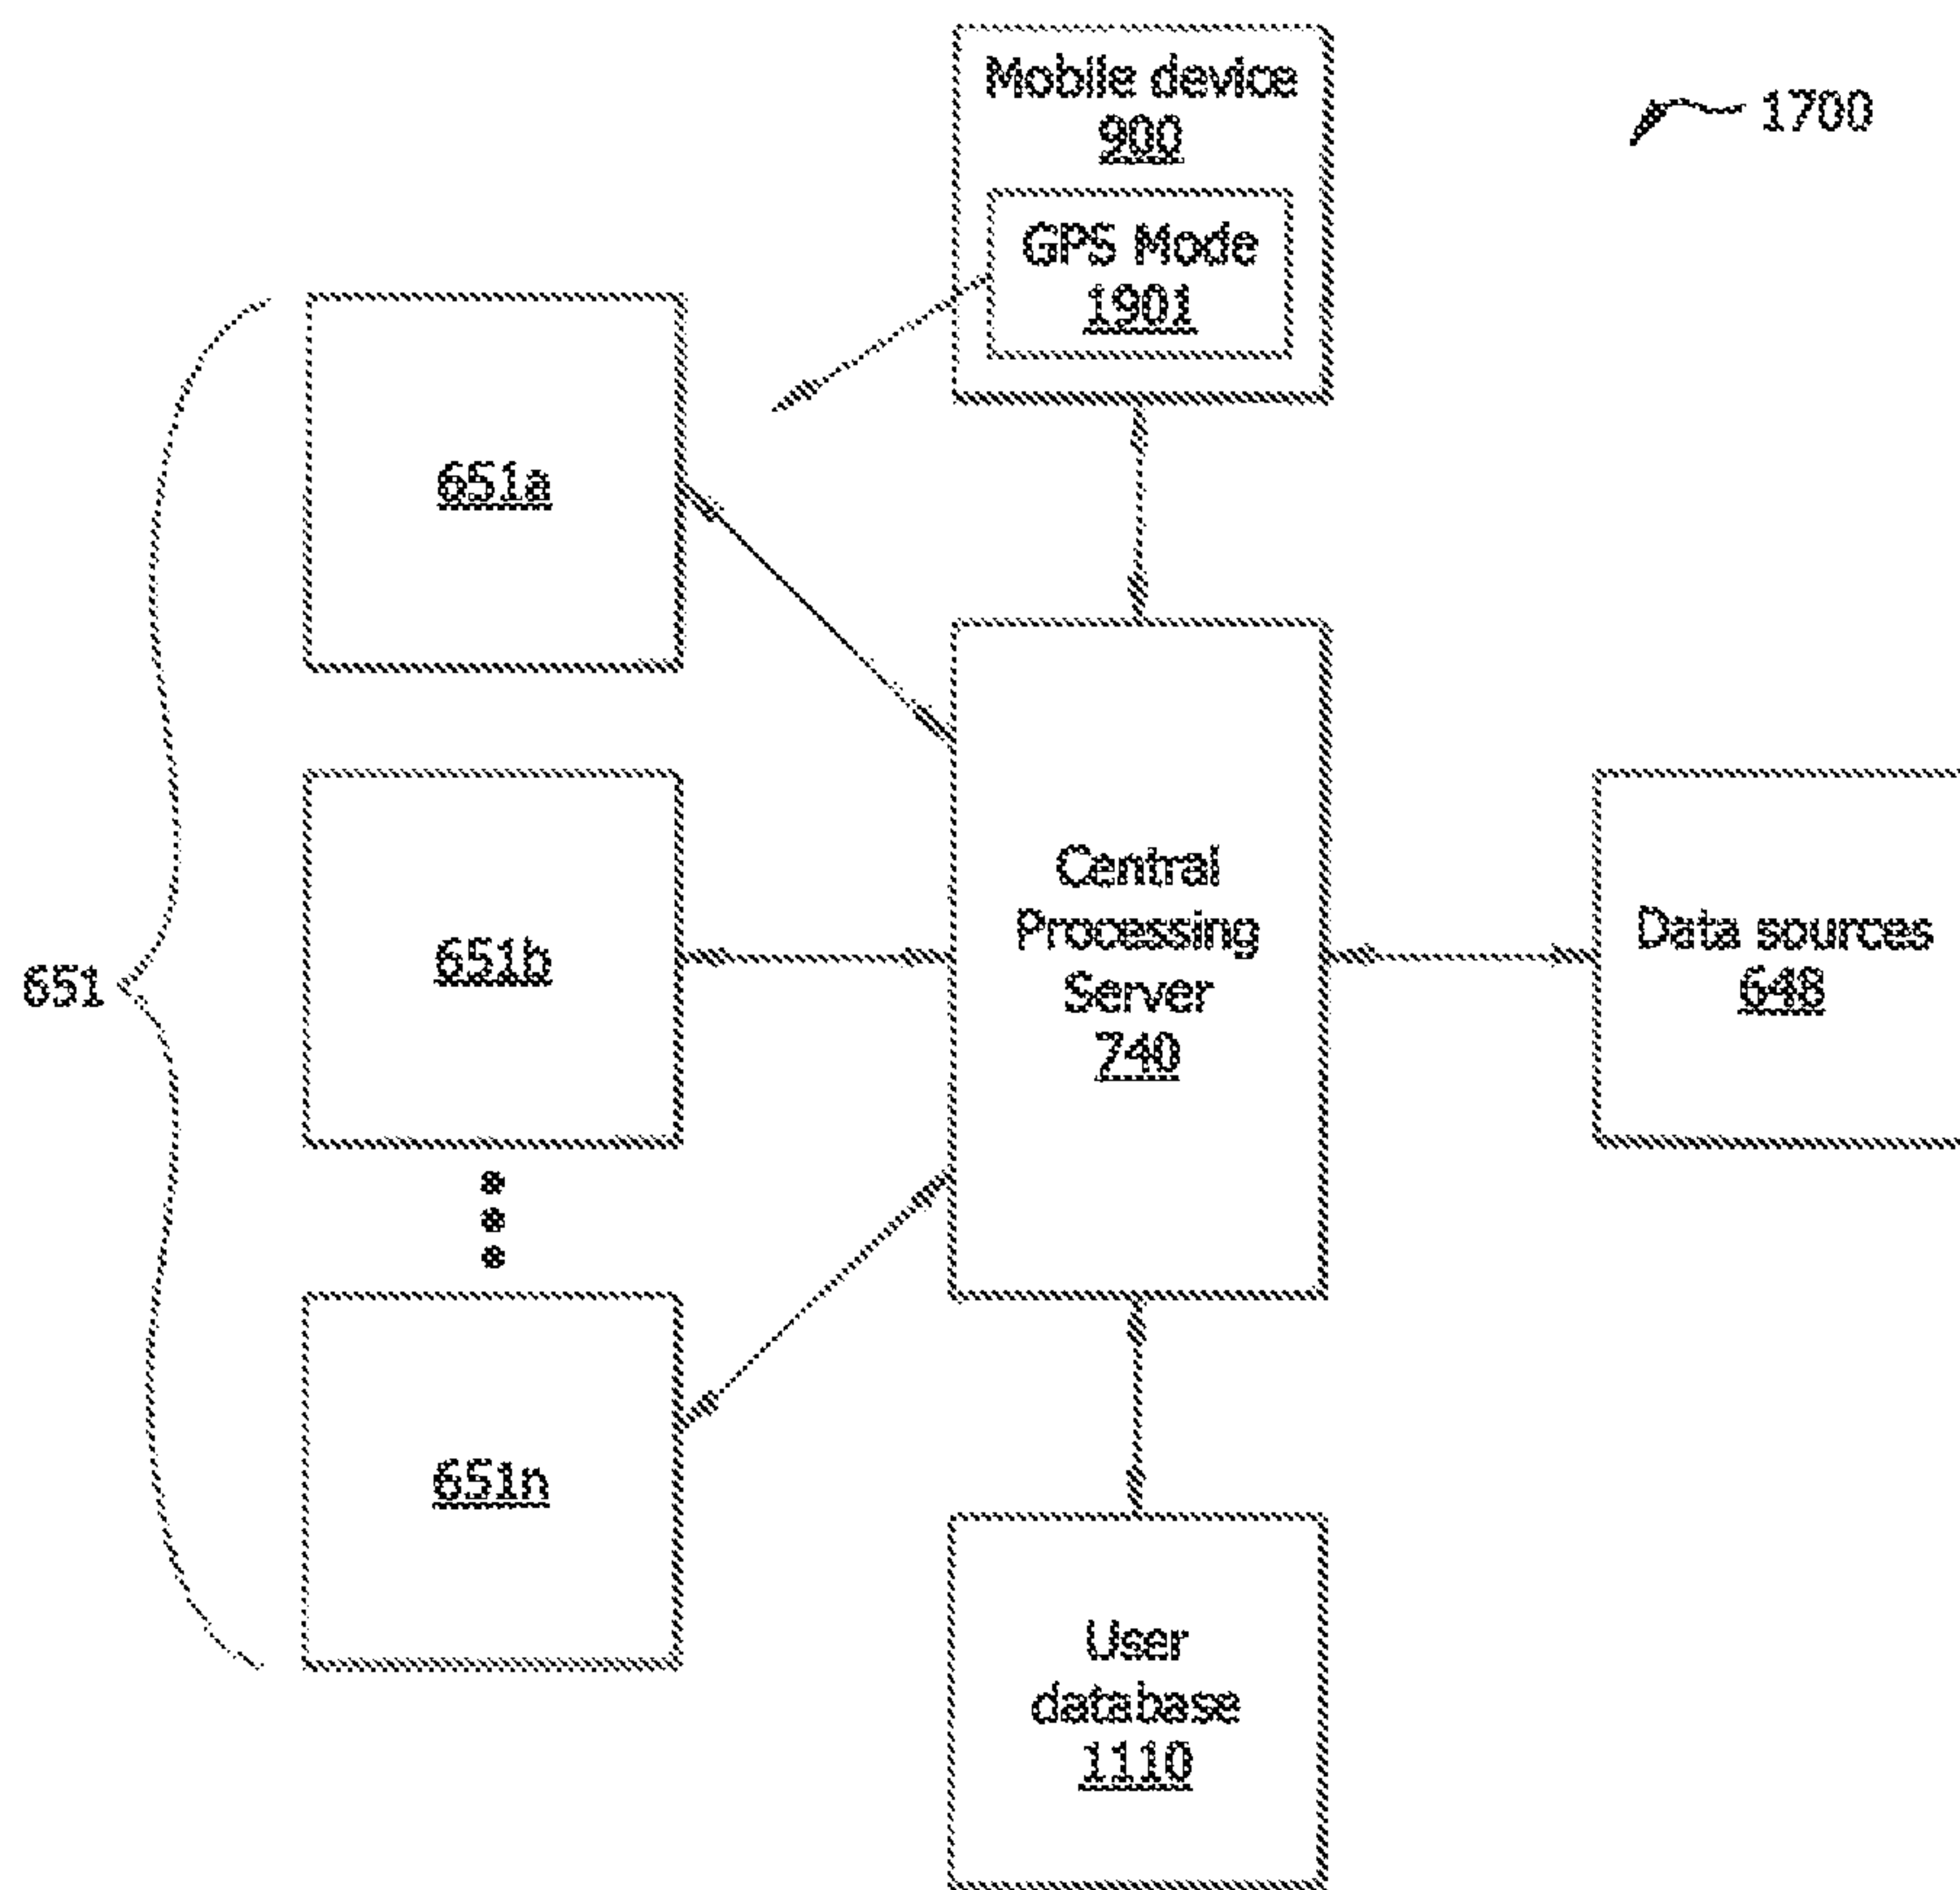 Mobile device
900
1700
GPS Mode
1901
651a
651
651b
Central
Processing
Server
740
Data sources
648
651n
User
database
1110